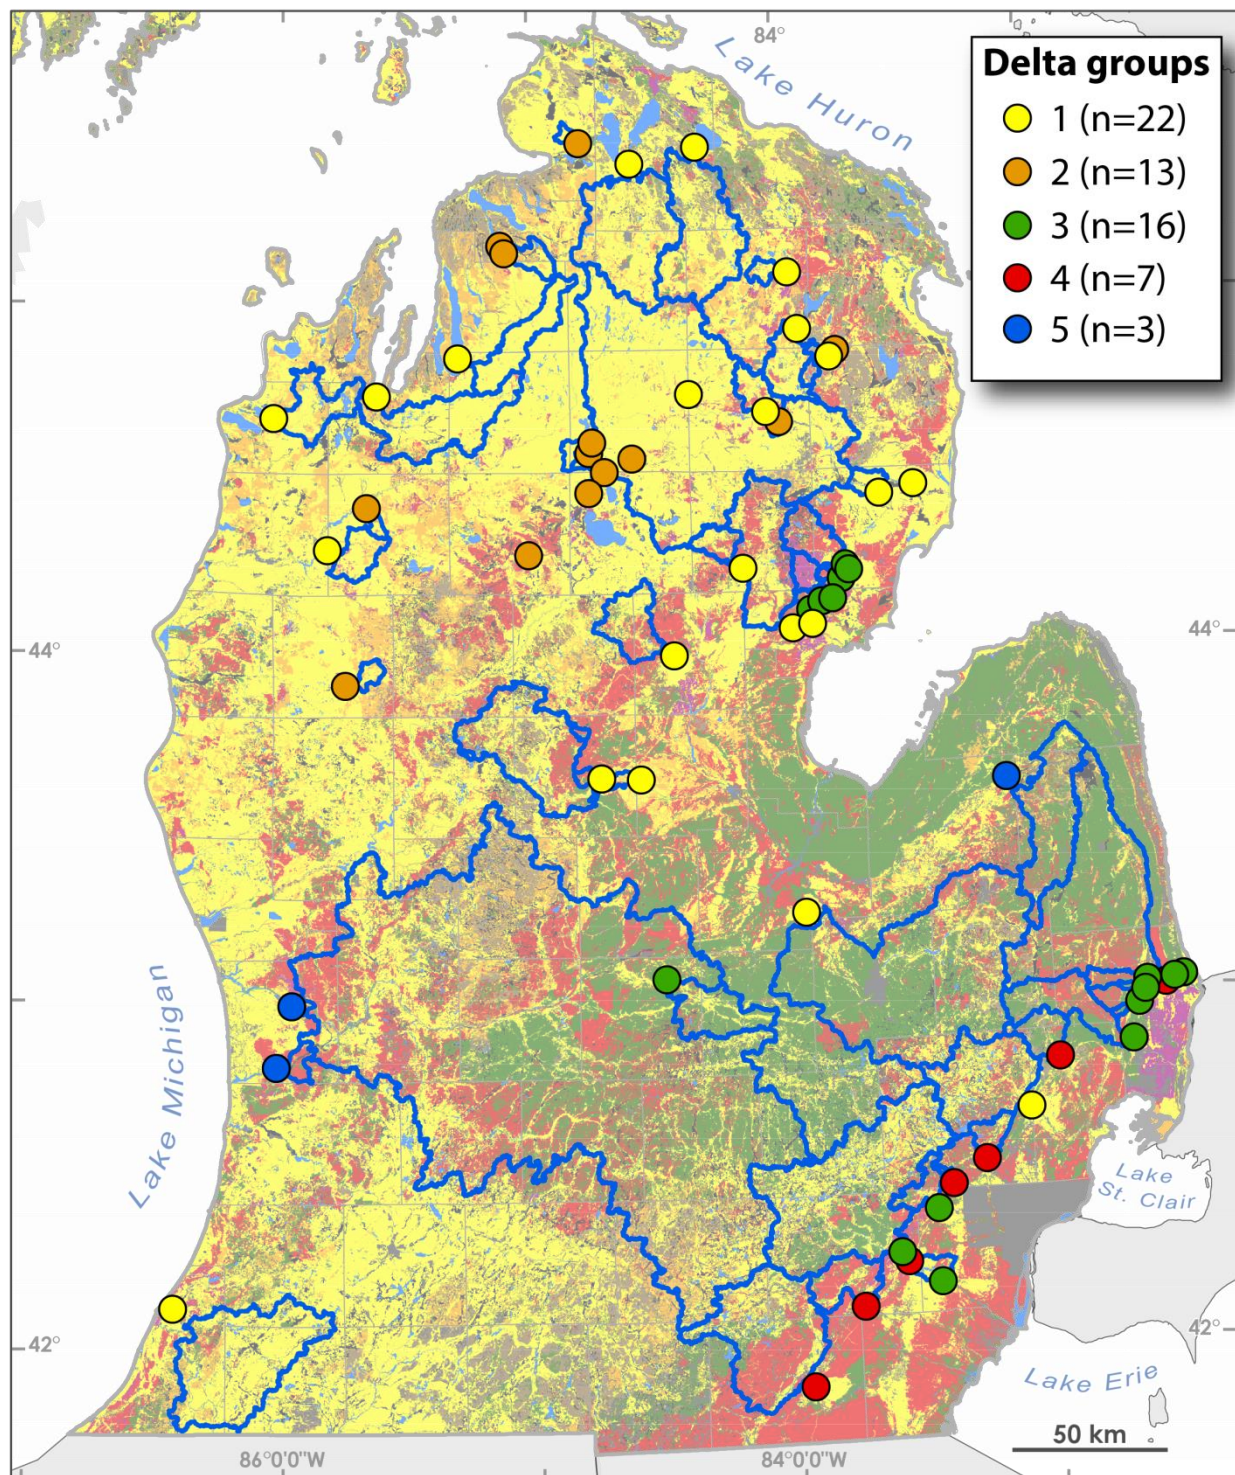 84°
Lake Huron
Delta groups
1 (n=22)
2 (n=13)
3 (n=16)
4 (n=7)
5 (n=3)
44°
44°
Lake Michigan
Lake
St. Clair
42°
42°
Lake Erie
50 km
86°0'0"W
84°0'0"W